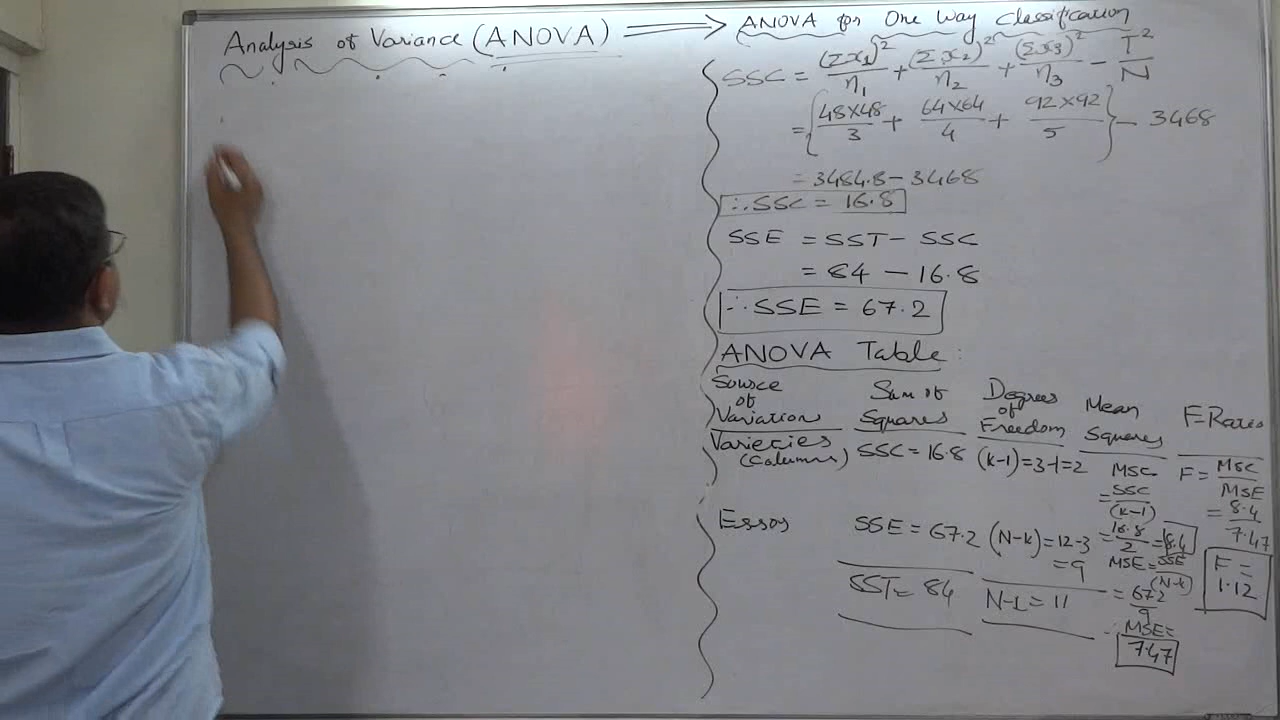 Analysis of Variance (ANOVA) ⟹ ANOVA for One Way Classification
SSC = (Σx₁)²/n₁ + (Σx₂)²/n₂ + (Σx₃)²/n₃ - T²/N
= {48×48/3 + 64×64/4 + 92×92/5} - 3468
= 3484.8 - 3468
∴ SSC = 16.8
SSE = SST - SSC
= 84 - 16.8
∴ SSE = 67.2
ANOVA Table:
Source of Variation
Sum of Squares
Degrees of Freedom
Mean Squares
F-Ratio
Varieties (Columns)
SSC = 16.8
(k-1) = 3-1 = 2
MSC
= SSC/(k-1)
= 16.8/2 = 8.4
F = MSC/MSE
= 8.4/7.47
F = 1.12
Error
SSE = 67.2
(N-k) = 12-3
= 9
MSE = SSE/(N-k)
= 67.2/9
∴ MSE =
7.47
SST = 84
N-1 = 11